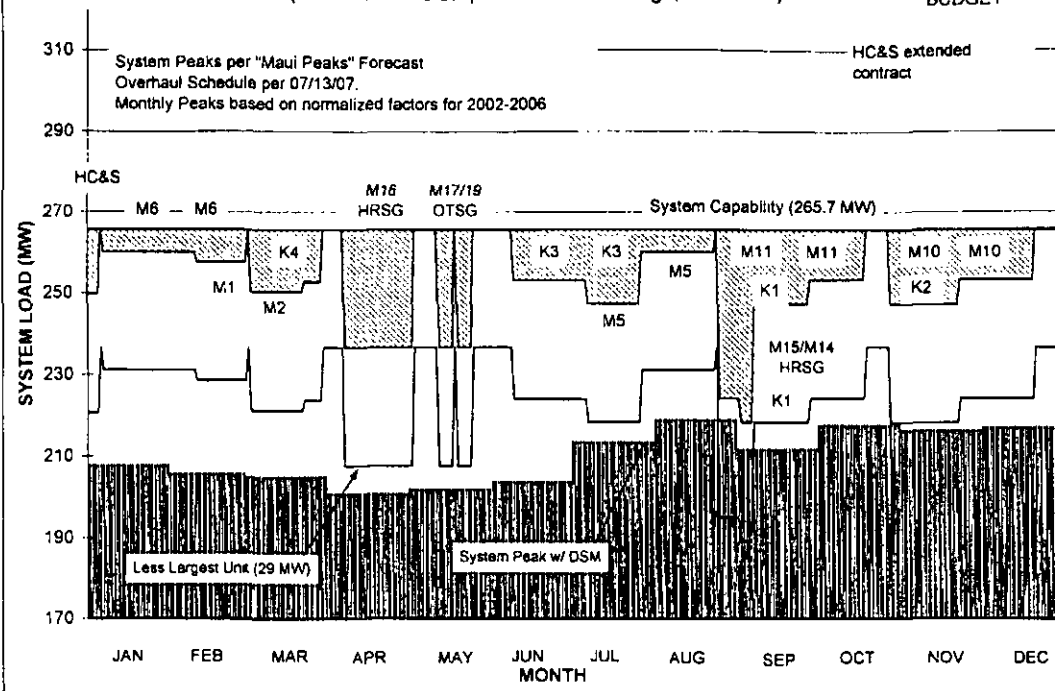 BUDGET
310
HC&S extended
contract
System Peaks per "Maui Peaks" Forecast
Overhaul Schedule per 07/13/07.
Monthly Peaks based on normalized factors for 2002-2006
290
HC&S
M16
HRSG
M17/19
OTSG
270
M6
M6
System Capability (265.7 MW)
K4
K3
K3
M11
M11
M10
M10
M1
M2
M5
M5
K1
K2
250
M15/M14
HRSG
K1
230
210
190
Less Largest Unit (29 MW)
System Peak w/ DSM
170
SYSTEM LOAD (MW)
JAN FEB MAR APR MAY JUN JUL AUG SEP OCT NOV DEC
MONTH